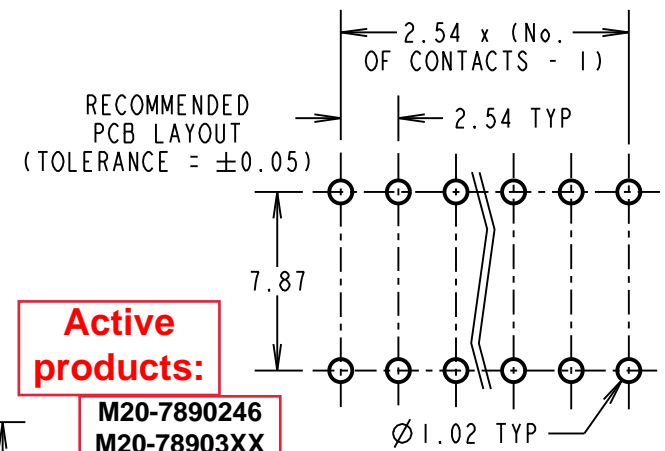 2.54 x (No.
OF CONTACTS - 1)
RECOMMENDED
PCB LAYOUT
(TOLERANCE = ±0.05)
2.54 TYP
7.87
Active
products:
M20-7890246
M20-78903XX
Ø1.02 TYP